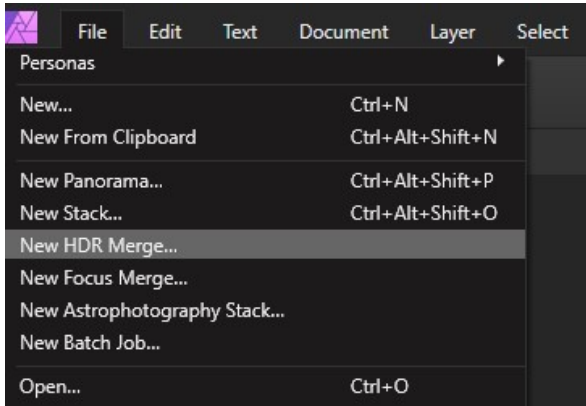 File Edit Text Document Layer Select
Personas
New... Ctrl+N
New From Clipboard Ctrl+Alt+Shift+N
New Panorama... Ctrl+Alt+Shift+P
New Stack... Ctrl+Alt+Shift+O
New HDR Merge...
New Focus Merge...
New Astrophotography Stack...
New Batch Job...
Open... Ctrl+O